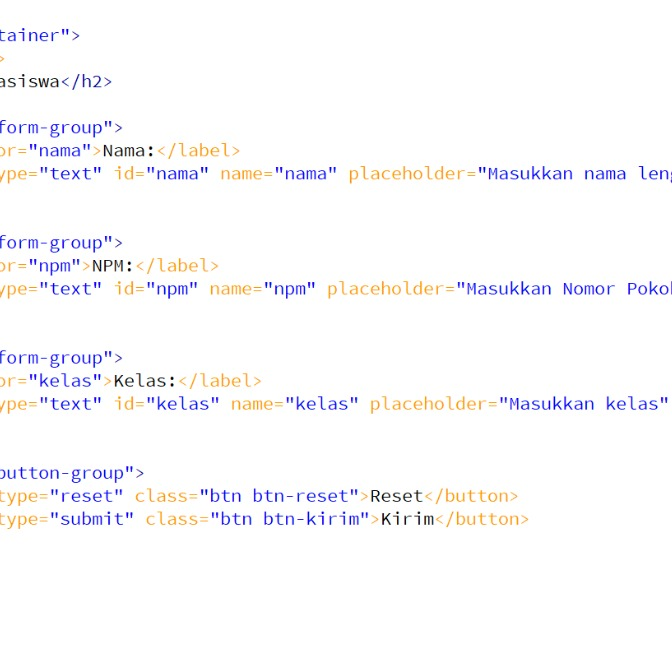 tainer">
>
asiswa</h2>
form-group">
or="nama">Nama:</label>
ype="text" id="nama" name="nama" placeholder="Masukkan nama leng
form-group">
or="npm">NPM:</label>
ype="text" id="npm" name="npm" placeholder="Masukkan Nomor Pokok
form-group">
or="kelas">Kelas:</label>
ype="text" id="kelas" name="kelas" placeholder="Masukkan kelas"
button-group">
type="reset" class="btn btn-reset">Reset</button>
type="submit" class="btn btn-kirim">Kirim</button>